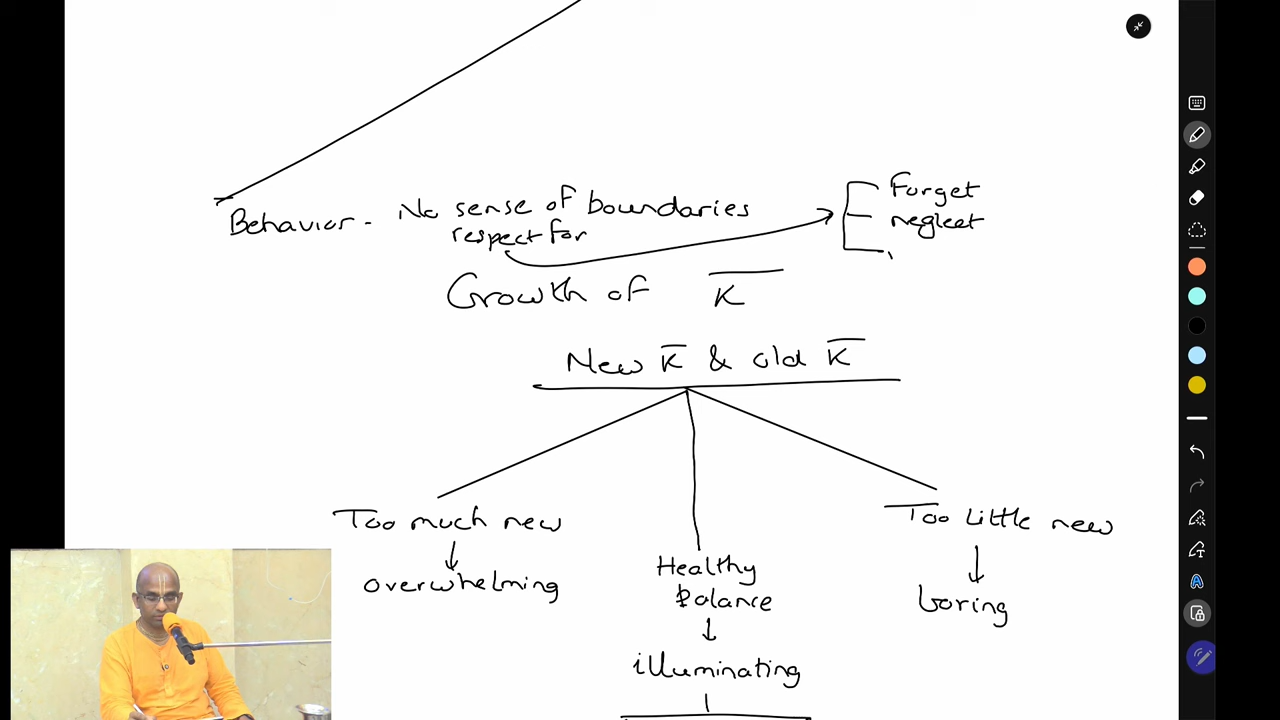 Behavior - No sense of boundaries
respect for
Forget
neglect
Growth of K̅
New K̅ & old K̅
Too much new
overwhelming
Healthy
Balance
illuminating
Too little new
boring